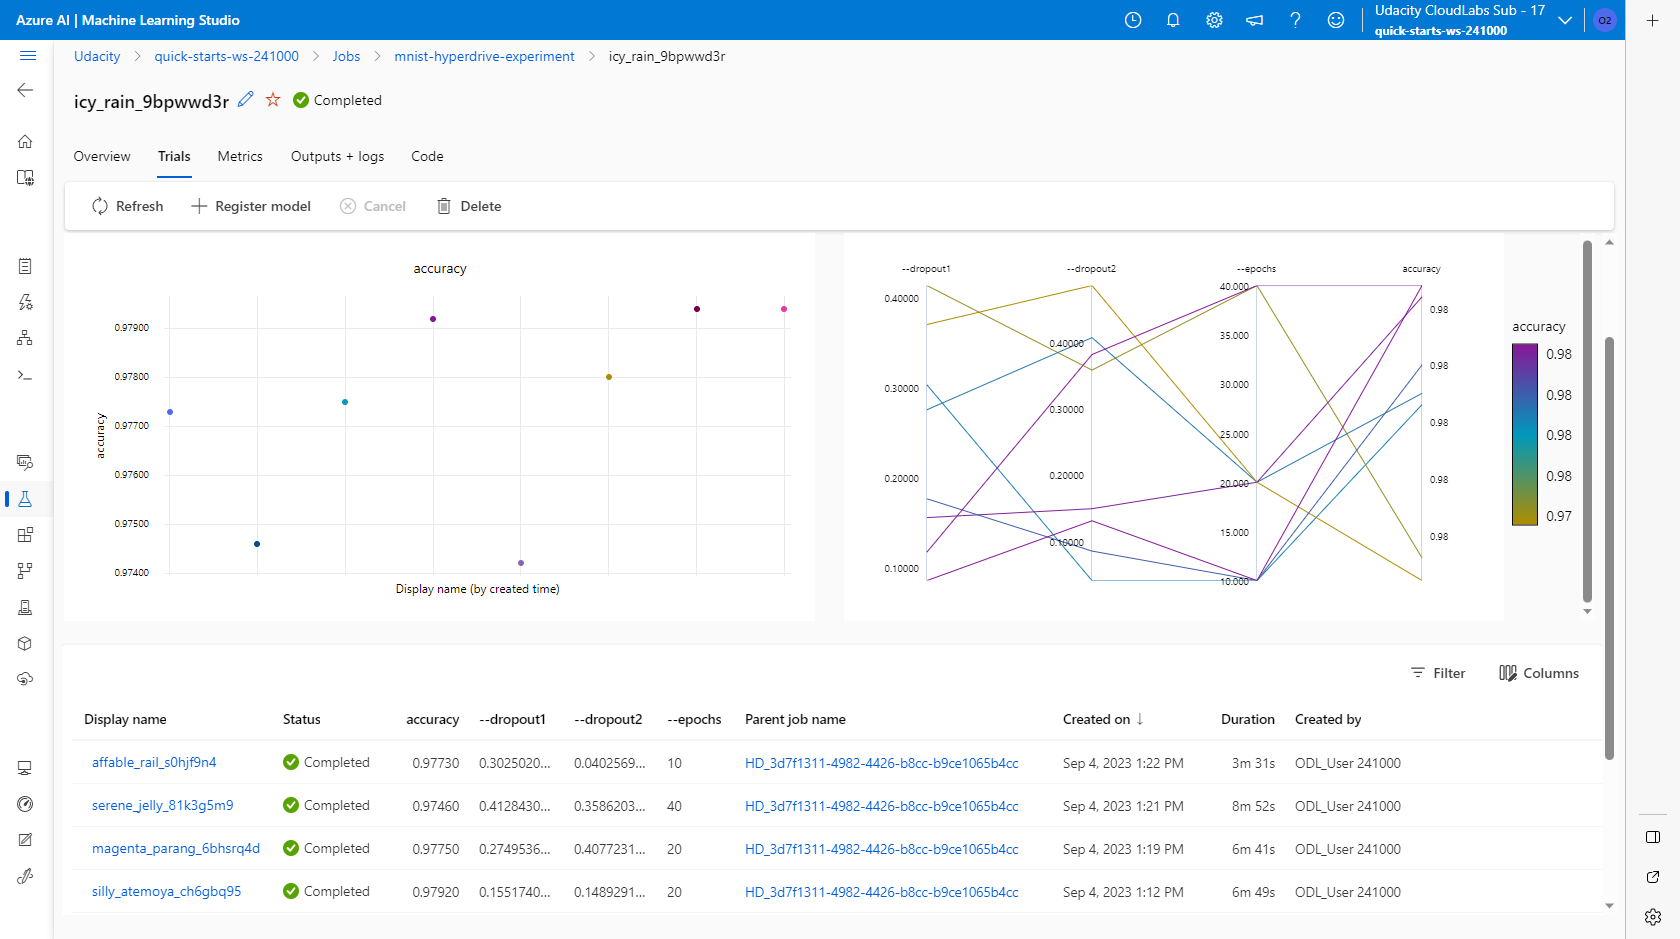 Azure AI | Machine Learning Studio
Udacity CloudLabs Sub - 17
quick-starts-ws-241000
O2
Udacity > quick-starts-ws-241000 > Jobs > mnist-hyperdrive-experiment > icy_rain_9bpwwd3r
icy_rain_9bpwwd3r Completed
Overview Trials Metrics Outputs + logs Code
Refresh Register model Cancel Delete
accuracy
0.97900
0.97800
0.97700
0.97600
0.97500
0.97400
accuracy
Display name (by created time)
--dropout1 --dropout2 --epochs accuracy
0.40000
0.30000
0.20000
0.10000
0.40000
0.30000
0.20000
0.10000
40.000
35.000
30.000
25.000
20.000
15.000
10.000
0.98
0.98
0.98
0.98
0.98
accuracy
0.98
0.98
0.98
0.98
0.97
Filter Columns
Display name Status accuracy --dropout1 --dropout2 --epochs Parent job name Created on ↓ Duration Created by
affable_rail_s0hjf9n4 Completed 0.97730 0.3025020... 0.0402569... 10 HD_3d7f1311-4982-4426-b8cc-b9ce1065b4cc Sep 4, 2023 1:22 PM 3m 31s ODL_User 241000
serene_jelly_81k3g5m9 Completed 0.97460 0.4128430... 0.3586203... 40 HD_3d7f1311-4982-4426-b8cc-b9ce1065b4cc Sep 4, 2023 1:21 PM 8m 52s ODL_User 241000
magenta_parang_6bhsrq4d Completed 0.97750 0.2749536... 0.4077231... 20 HD_3d7f1311-4982-4426-b8cc-b9ce1065b4cc Sep 4, 2023 1:19 PM 6m 41s ODL_User 241000
silly_atemoya_ch6gbq95 Completed 0.97920 0.1551740... 0.1489291... 20 HD_3d7f1311-4982-4426-b8cc-b9ce1065b4cc Sep 4, 2023 1:12 PM 6m 49s ODL_User 241000